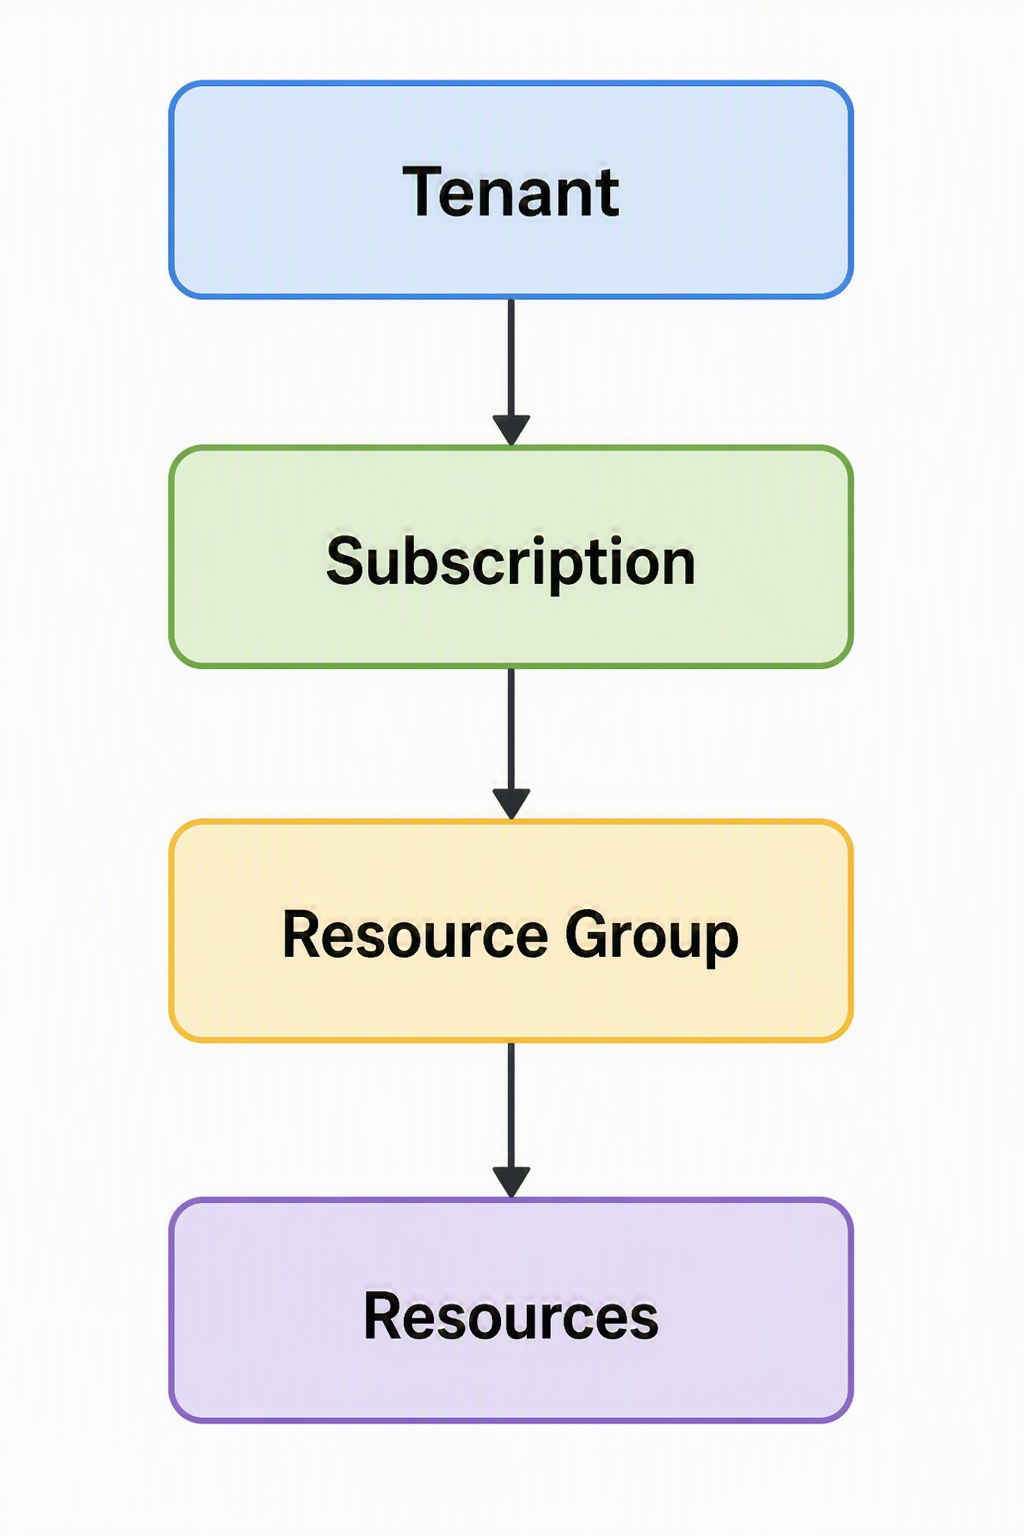 Tenant
Subscription
Resource Group
Resources